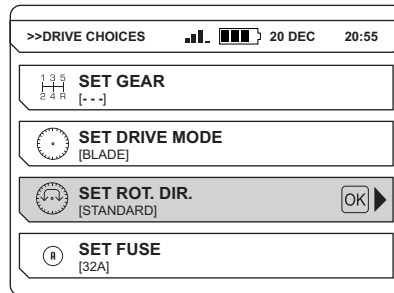 >>DRIVE CHOICES 20 DEC 20:55
1 3 5
2 4 R
SET GEAR
[- - -]
SET DRIVE MODE
[BLADE]
SET ROT. DIR.
[STANDARD]
OK
A
SET FUSE
[32A]